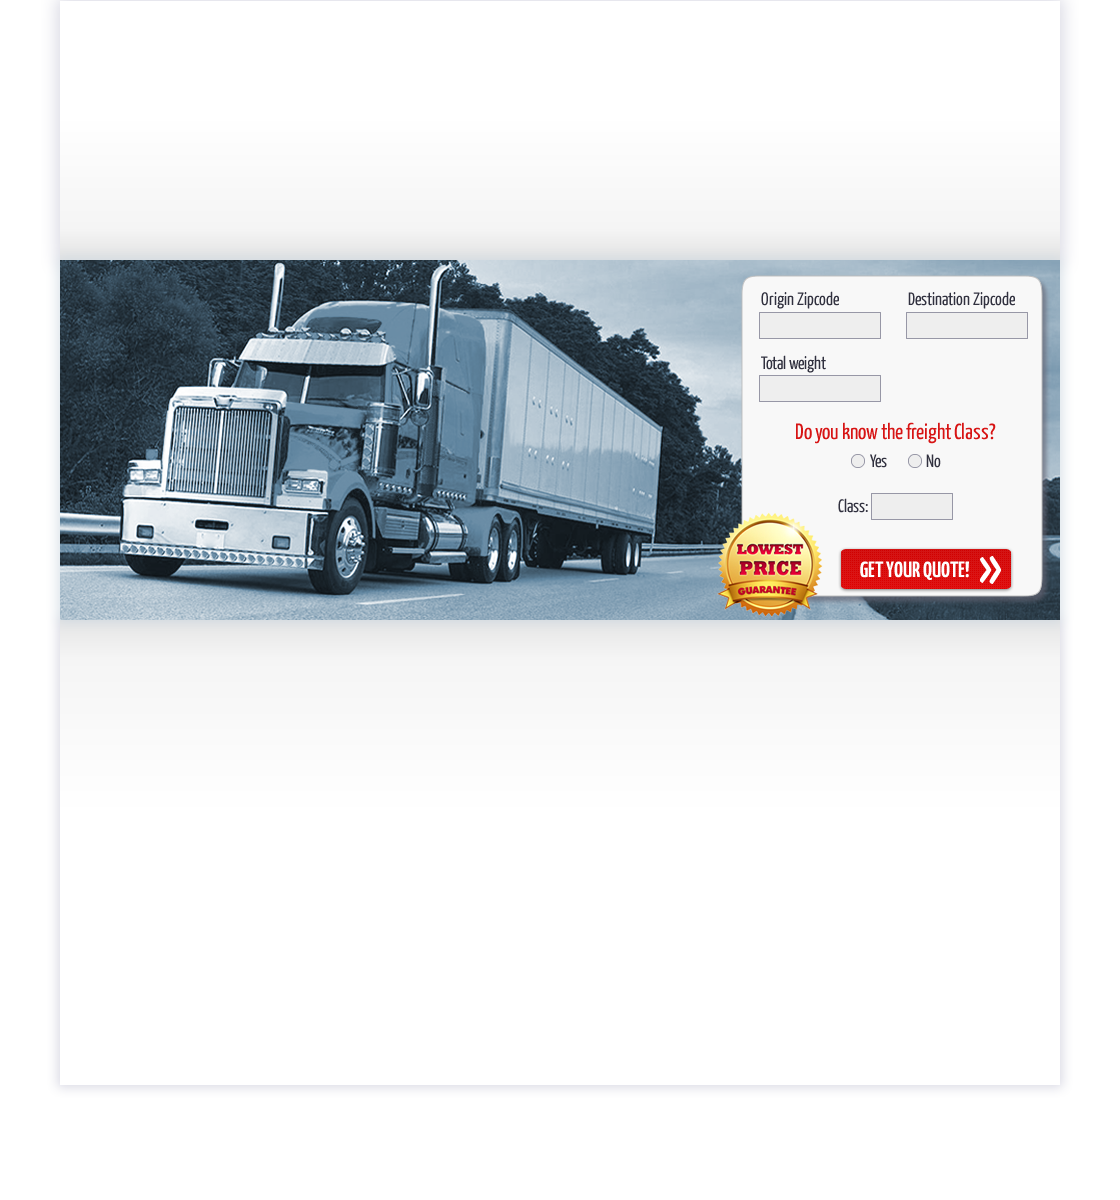 Origin Zipcode
Destination Zipcode
Total weight
Do you know the freight Class?
Yes
No
Class:
LOWEST
PRICE
GUARANTEE
GET YOUR QUOTE!